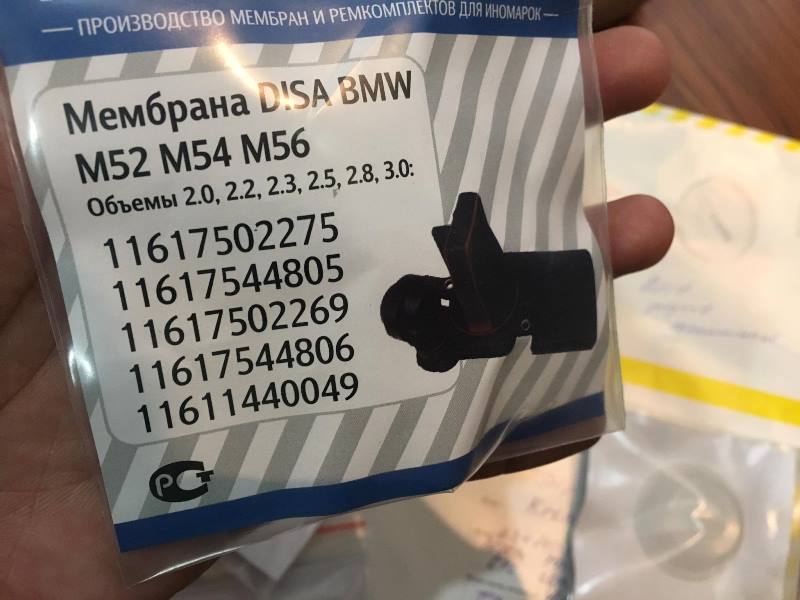 — ПРОИЗВОДСТВО МЕМБРАН И РЕМКОМПЛЕКТОВ ДЛЯ ИНОМАРОК —
Мембрана DISA BMW
M52 M54 M56
Объемы 2.0, 2.2, 2.3, 2.5, 2.8, 3.0:
11617502275
11617544805
11617502269
11617544806
11611440049
РСТ